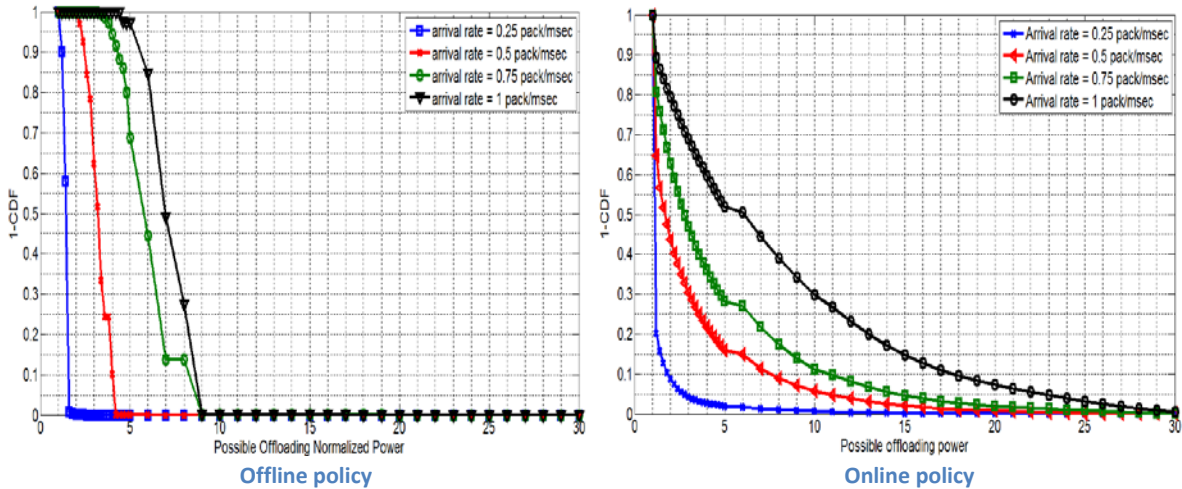 1
0.9
0.8
0.7
0.6
0.5
0.4
0.3
0.2
0.1
0
1-CDF
arrival rate = 0.25 pack/msec
arrival rate = 0.5 pack/msec
arrival rate = 0.75 pack/msec
arrival rate = 1 pack/msec
0 5 10 15 20 25 30
Possible Offloading Normalized Power
Offline policy
1
0.9
0.8
0.7
0.6
0.5
0.4
0.3
0.2
0.1
0
1-CDF
Arrival rate = 0.25 pack/msec
Arrival rate = 0.5 pack/msec
Arrival rate = 0.75 pack/msec
Arrival rate = 1 pack/msec
0 5 10 15 20 25 30
Possible offloading power
Online policy